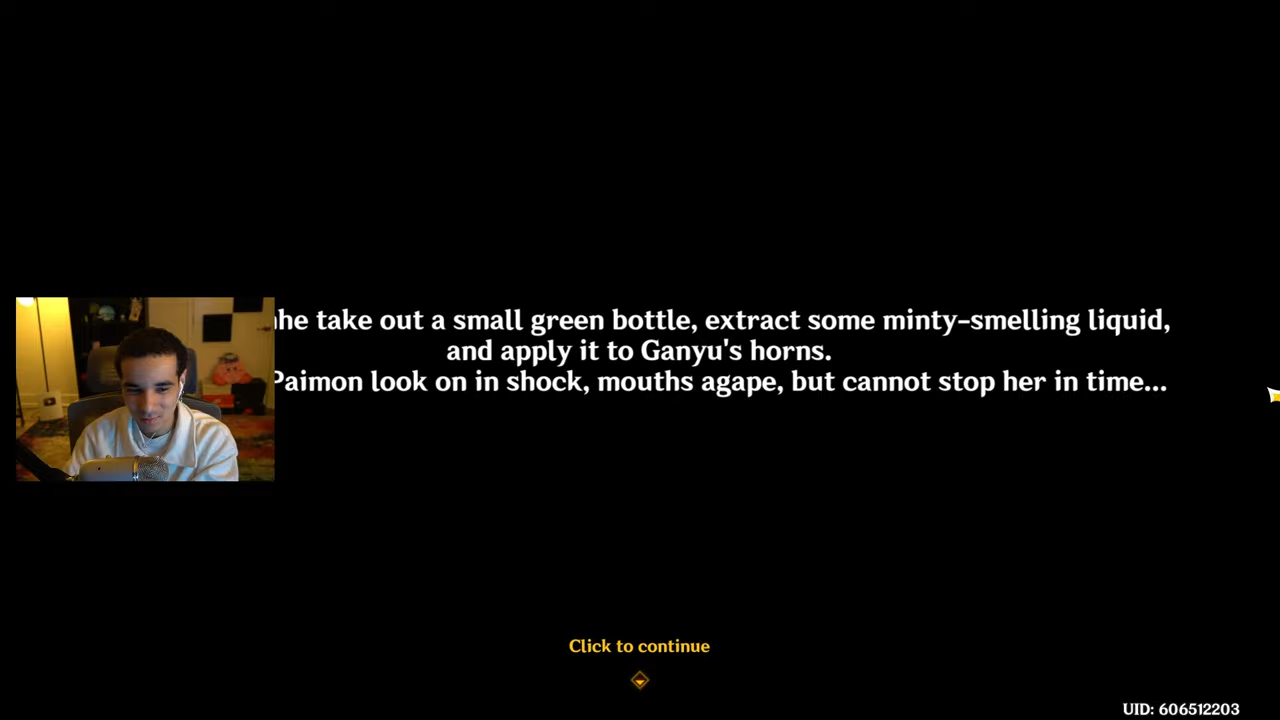 he take out a small green bottle, extract some minty-smelling liquid,
and apply it to Ganyu's horns.
Paimon look on in shock, mouths agape, but cannot stop her in time...
Click to continue
UID: 606512203